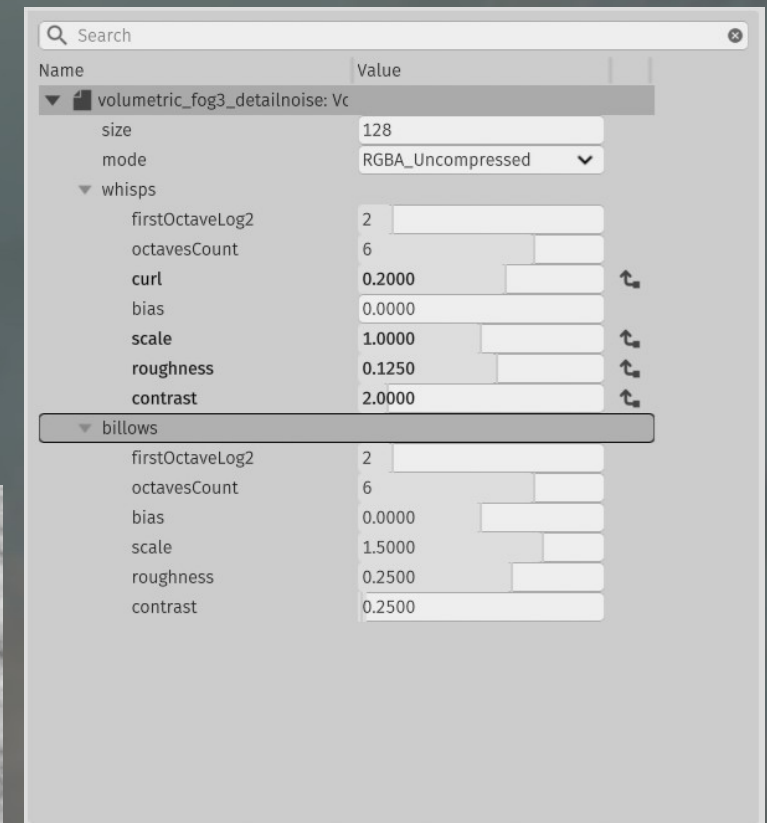 Search
Name Value
volumetric_fog3_detailnoise: Vo
size 128
mode RGBA_Uncompressed
whisps
firstOctaveLog2 2
octavesCount 6
curl 0.2000
bias 0.0000
scale 1.0000
roughness 0.1250
contrast 2.0000
billows
firstOctaveLog2 2
octavesCount 6
bias 0.0000
scale 1.5000
roughness 0.2500
contrast 0.2500